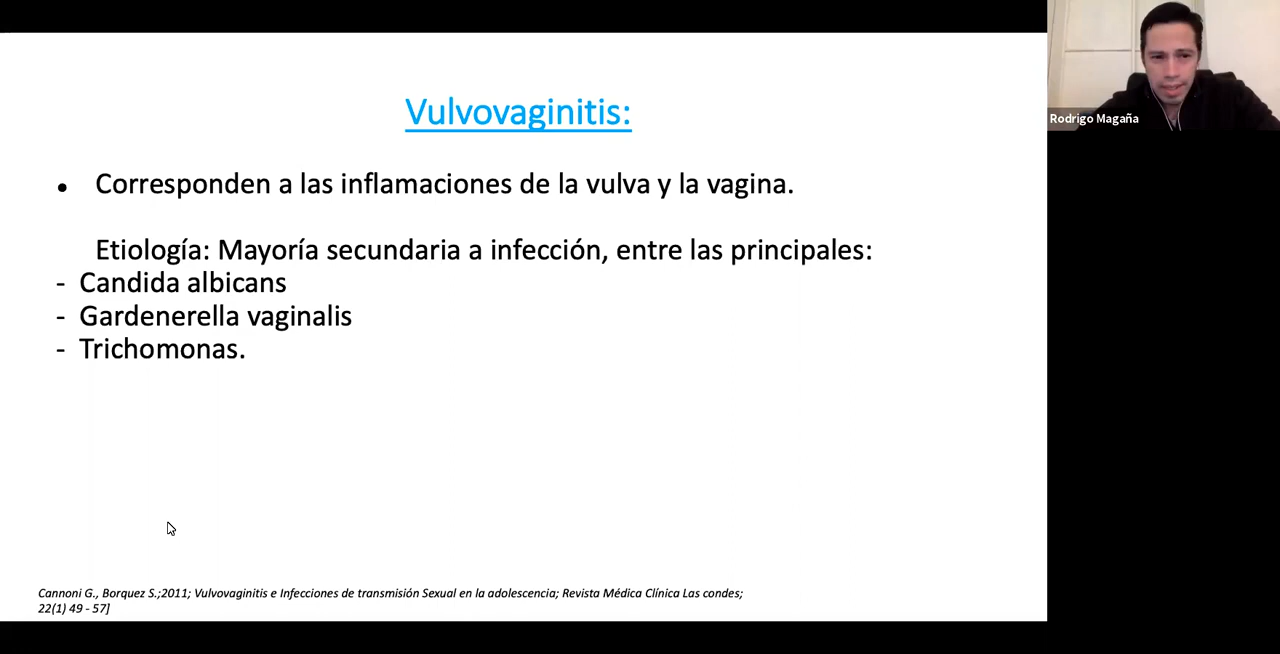 Vulvovaginitis:
• Corresponden a las inflamaciones de la vulva y la vagina.
Etiología: Mayoría secundaria a infección, entre las principales:
- Candida albicans
- Gardenerella vaginalis
- Trichomonas.
Cannoni G., Borquez S.;2011; Vulvovaginitis e Infecciones de transmisión Sexual en la adolescencia; Revista Médica Clínica Las condes;
22(1) 49 - 57]
Rodrigo Magaña